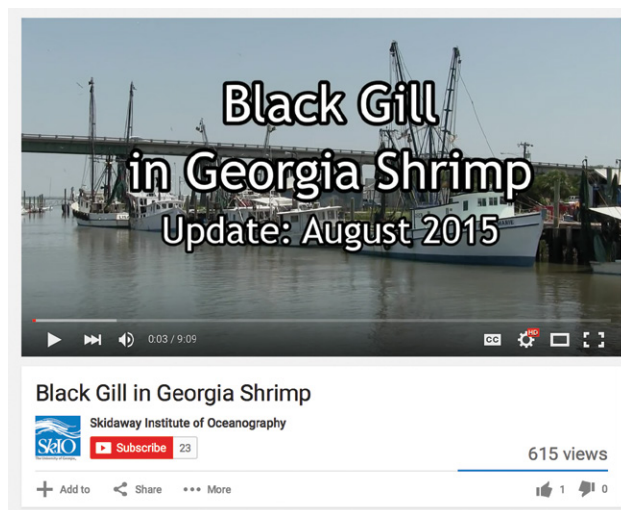 Black Gill
in Georgia Shrimp
Update: August 2015
0:03 / 9:09
CC
HD
Black Gill in Georgia Shrimp
Skidaway Institute of Oceanography
SkIO
Subscribe 23
615 views
Add to Share More
1 0